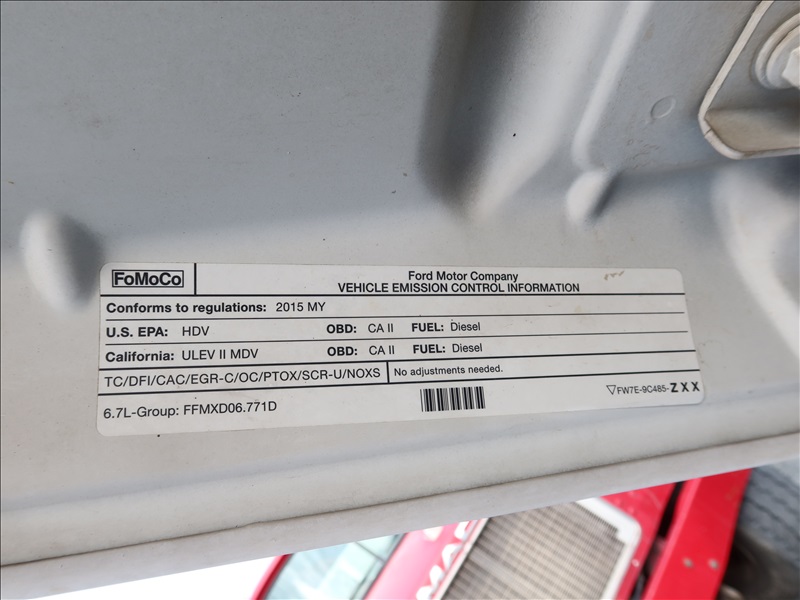 FoMoCo
Ford Motor Company
VEHICLE EMISSION CONTROL INFORMATION
Conforms to regulations: 2015 MY
U.S. EPA: HDV OBD: CA II FUEL: Diesel
California: ULEV II MDV OBD: CA II FUEL: Diesel
TC/DFI/CAC/EGR-C/OC/PTOX/SCR-U/NOXS No adjustments needed.
6.7L-Group: FFMXD06.771D
FW7E-9C485-ZXX